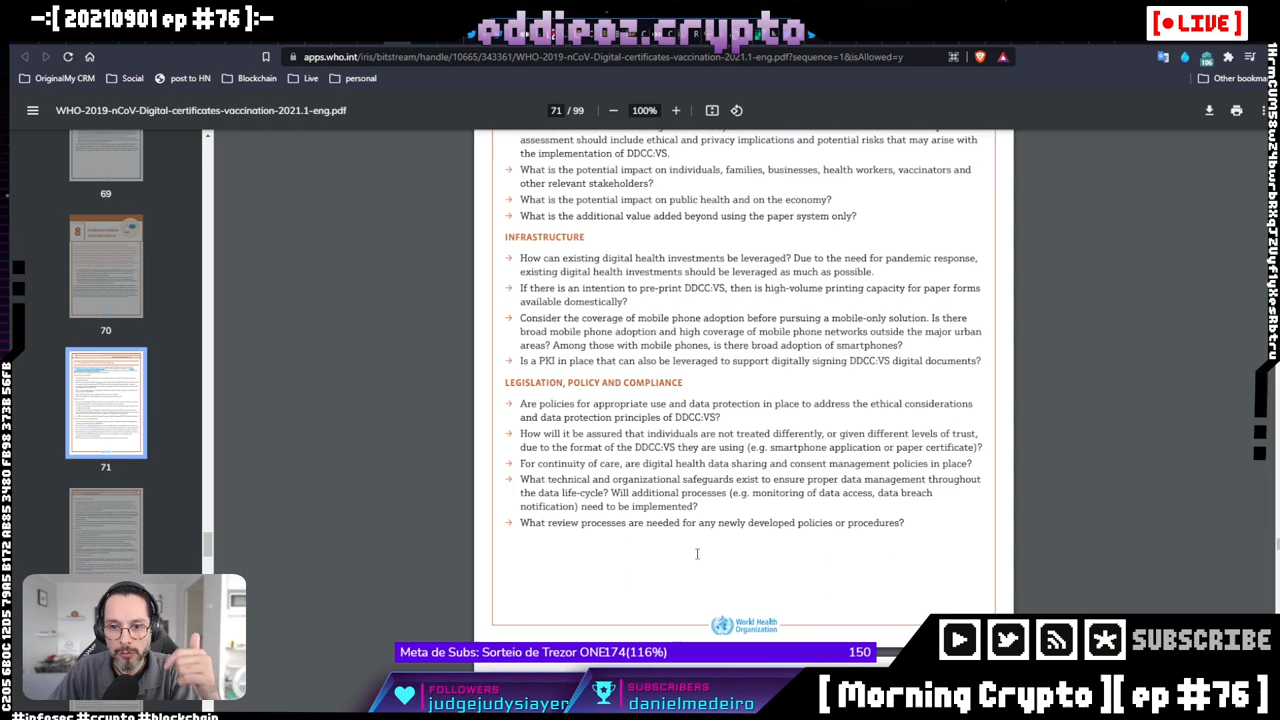 -:[ 20210901 ep #76 ]:-
eddieoz crypto
[ LIVE ]
apps.who.int/iris/bitstream/handle/10665/343361/WHO-2019-nCoV-Digital-certificates-vaccination-2021.1-eng.pdf?sequence=1&isAllowed=y
106
OriginalMy CRM
Social
post to HN
Blockchain
Live
personal
Other bookma
WHO-2019-nCoV-Digital-certificates-vaccination-2021.1-eng.pdf
71 / 99
100%
69
70
71
assessment should include ethical and privacy implications and potential risks that may arise with
the implementation of DDCC:VS.
→ What is the potential impact on individuals, families, businesses, health workers, vaccinators and
other relevant stakeholders?
→ What is the potential impact on public health and on the economy?
→ What is the additional value added beyond using the paper system only?
INFRASTRUCTURE
→ How can existing digital health investments be leveraged? Due to the need for pandemic response,
existing digital health investments should be leveraged as much as possible.
→ If there is an intention to pre-print DDCC:VS, then is high-volume printing capacity for paper forms
available domestically?
→ Consider the coverage of mobile phone adoption before pursuing a mobile-only solution. Is there
broad mobile phone adoption and high coverage of mobile phone networks outside the major urban
areas? Among those with mobile phones, is there broad adoption of smartphones?
→ Is a PKI in place that can also be leveraged to support digitally signing DDCC:VS digital documents?
LEGISLATION, POLICY AND COMPLIANCE
→ Are policies for appropriate use and data protection in place to address the ethical considerations
and data protection principles of DDCC:VS?
→ How will it be assured that individuals are not treated differently, or given different levels of trust,
due to the format of the DDCC:VS they are using (e.g. smartphone application or paper certificate)?
→ For continuity of care, are digital health data sharing and consent management policies in place?
→ What technical and organizational safeguards exist to ensure proper data management throughout
the data life-cycle? Will additional processes (e.g. monitoring of data access, data breach
notification) need to be implemented?
→ What review processes are needed for any newly developed policies or procedures?
World Health
Organization
Meta de Subs: Sorteio de Trezor ONE174(116%) 150
SUBSCRIBE
FOLLOWERS
judgejudyslayer
SUBSCRIBERS
danielmedeiro
[ Morning Crypto ][ ep #76 ]
#infosec #crypto #blockchain